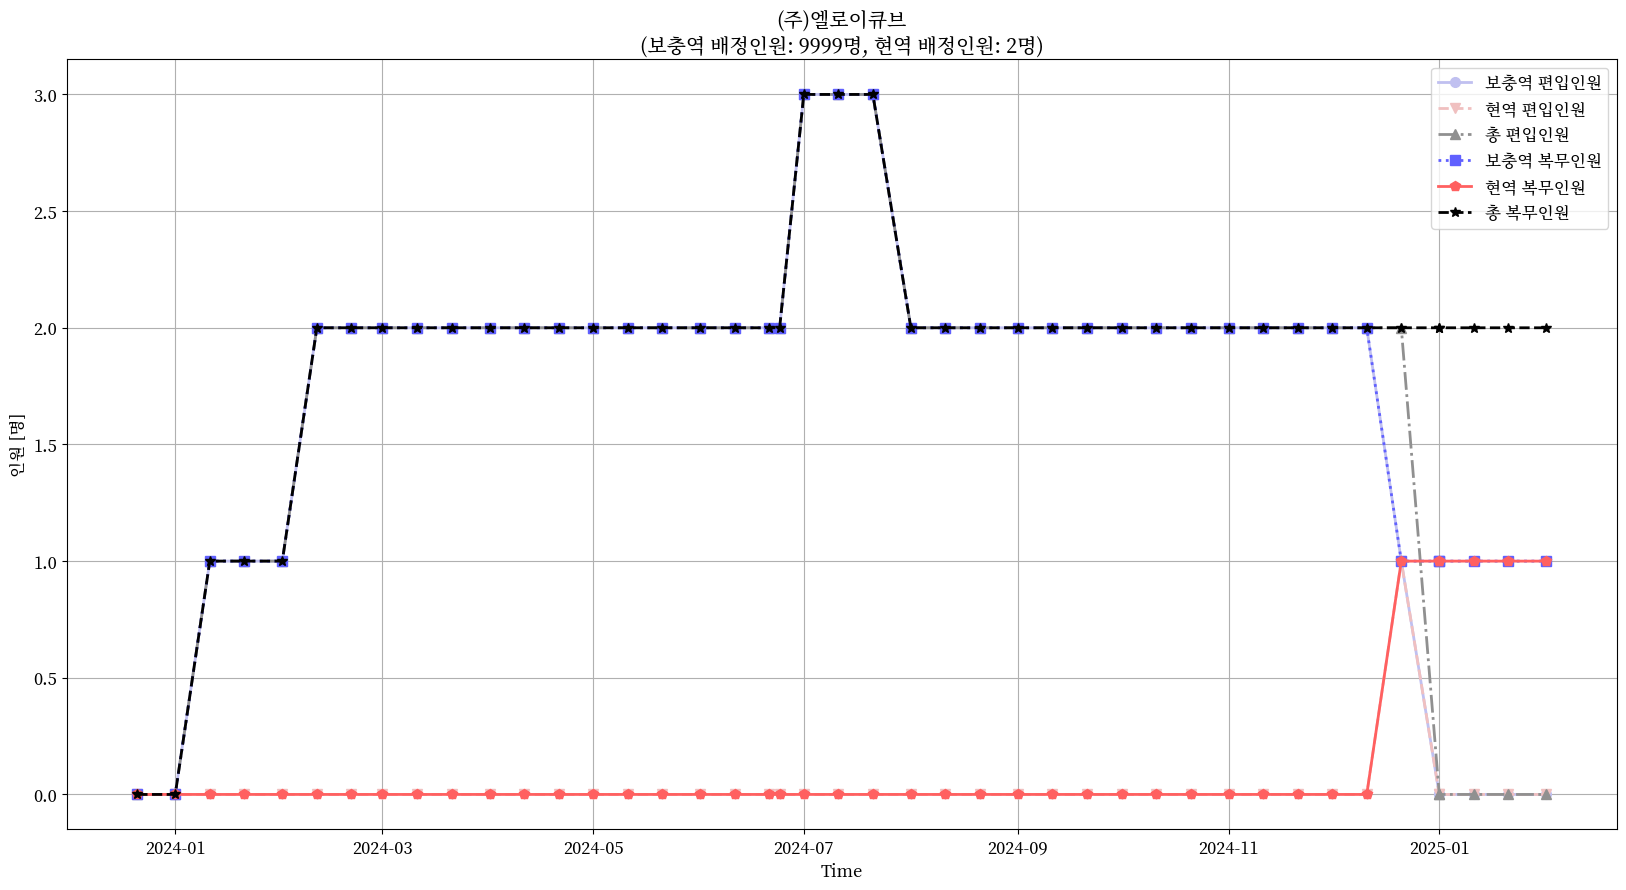 (주)엘로이큐브
(보충역 배정인원: 9999명, 현역 배정인원: 2명)
보충역 편입인원
현역 편입인원
총 편입인원
보충역 복무인원
현역 복무인원
총 복무인원
3.0
2.5
2.0
1.5
1.0
0.5
0.0
인원 [명]
2024-01
2024-03
2024-05
2024-07
2024-09
2024-11
2025-01
Time